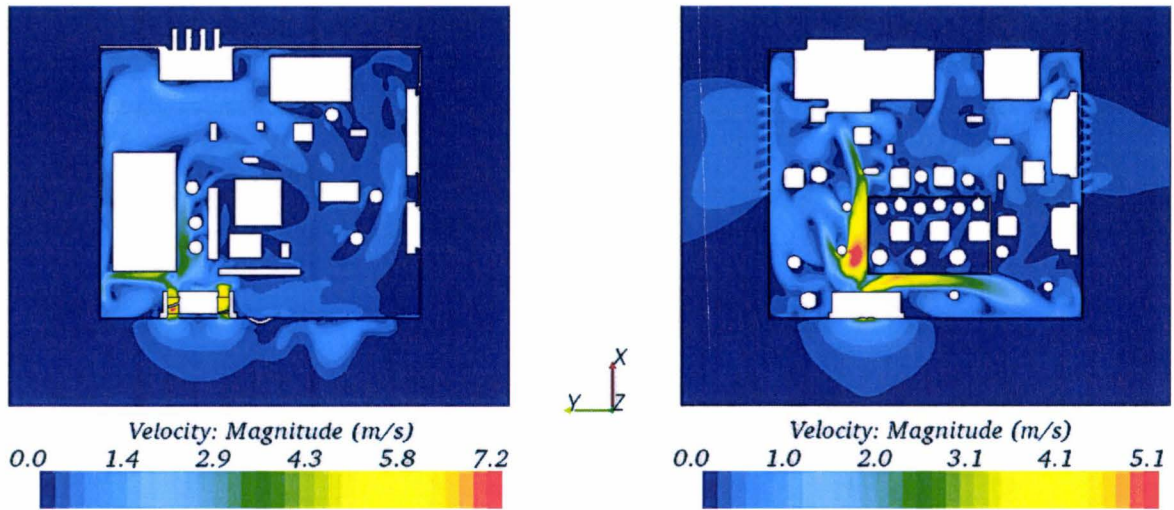 X
Y
Z
Velocity: Magnitude (m/s)
0.0 1.4 2.9 4.3 5.8 7.2
Velocity: Magnitude (m/s)
0.0 1.0 2.0 3.1 4.1 5.1